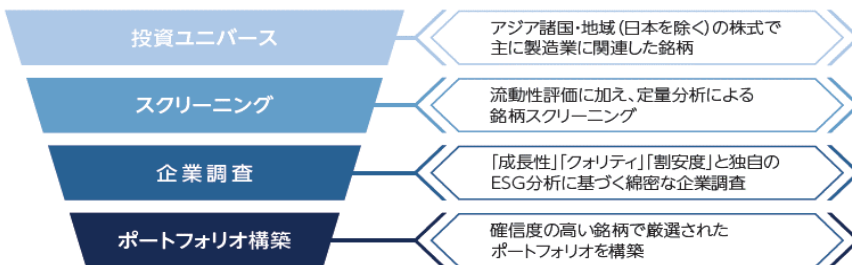 投資ユニバース
アジア諸国・地域(日本を除く)の株式で
主に製造業に関連した銘柄
スクリーニング
流動性評価に加え、定量分析による
銘柄スクリーニング
企業調査
「成長性」「クォリティ」「割安度」と独自の
ESG分析に基づく綿密な企業調査
ポートフォリオ構築
確信度の高い銘柄で厳選された
ポートフォリオを構築